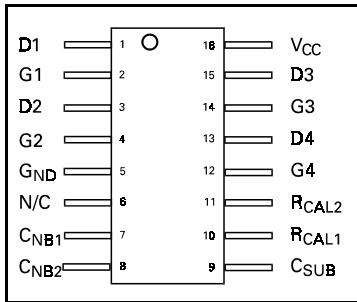 D1 1 16 VCC
G1 2 15 D3
D2 3 14 G3
G2 4 13 D4
GND 5 12 G4
N/C 6 11 RCAL2
CNB1 7 10 RCAL1
CNB2 8 9 CSUB